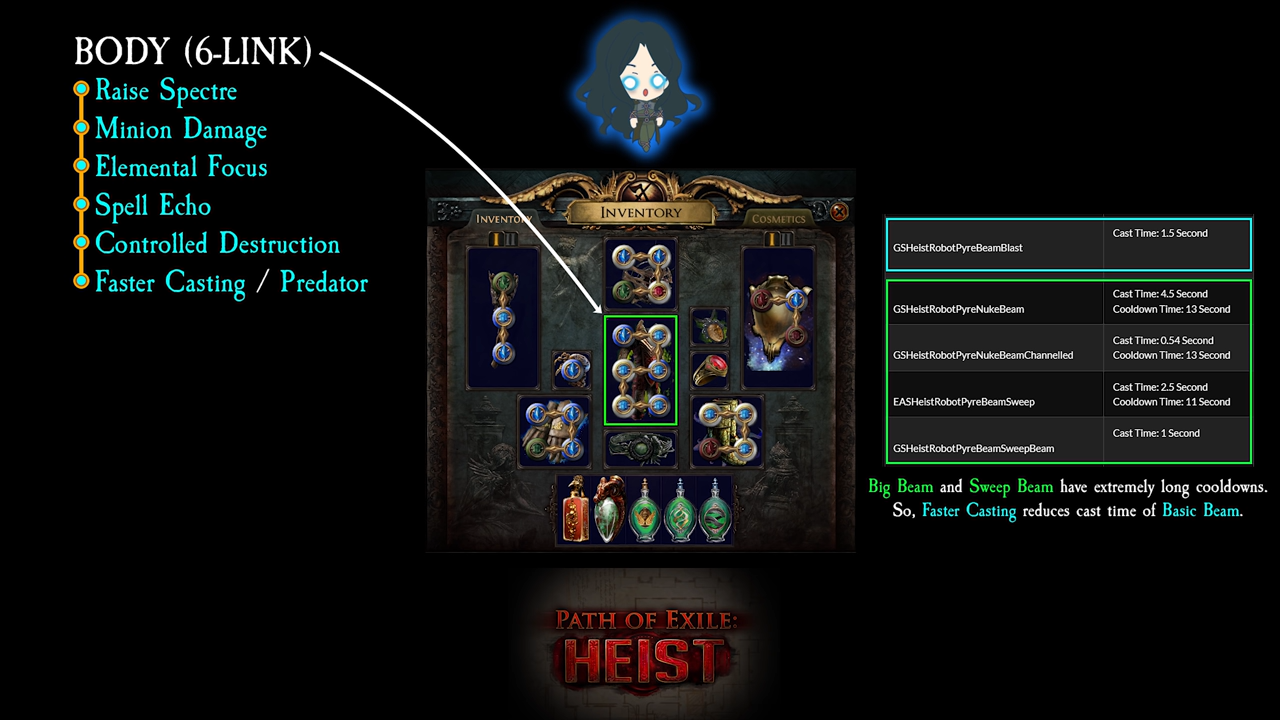 BODY (6-LINK)
Raise Spectre
Minion Damage
Elemental Focus
Spell Echo
Controlled Destruction
Faster Casting / Predator
INVENTORY
INVENTORY
COSMETICS
I
II
I
II
GSHeistRobotPyreBeamBlast
Cast Time: 1.5 Second
GSHeistRobotPyreNukeBeam
Cast Time: 4.5 Second
Cooldown Time: 13 Second
GSHeistRobotPyreNukeBeamChannelled
Cast Time: 0.54 Second
Cooldown Time: 13 Second
EASHeistRobotPyreBeamSweep
Cast Time: 2.5 Second
Cooldown Time: 11 Second
GSHeistRobotPyreBeamSweepBeam
Cast Time: 1 Second
Big Beam and Sweep Beam have extremely long cooldowns.
So, Faster Casting reduces cast time of Basic Beam.
PATH OF EXILE:
HEIST